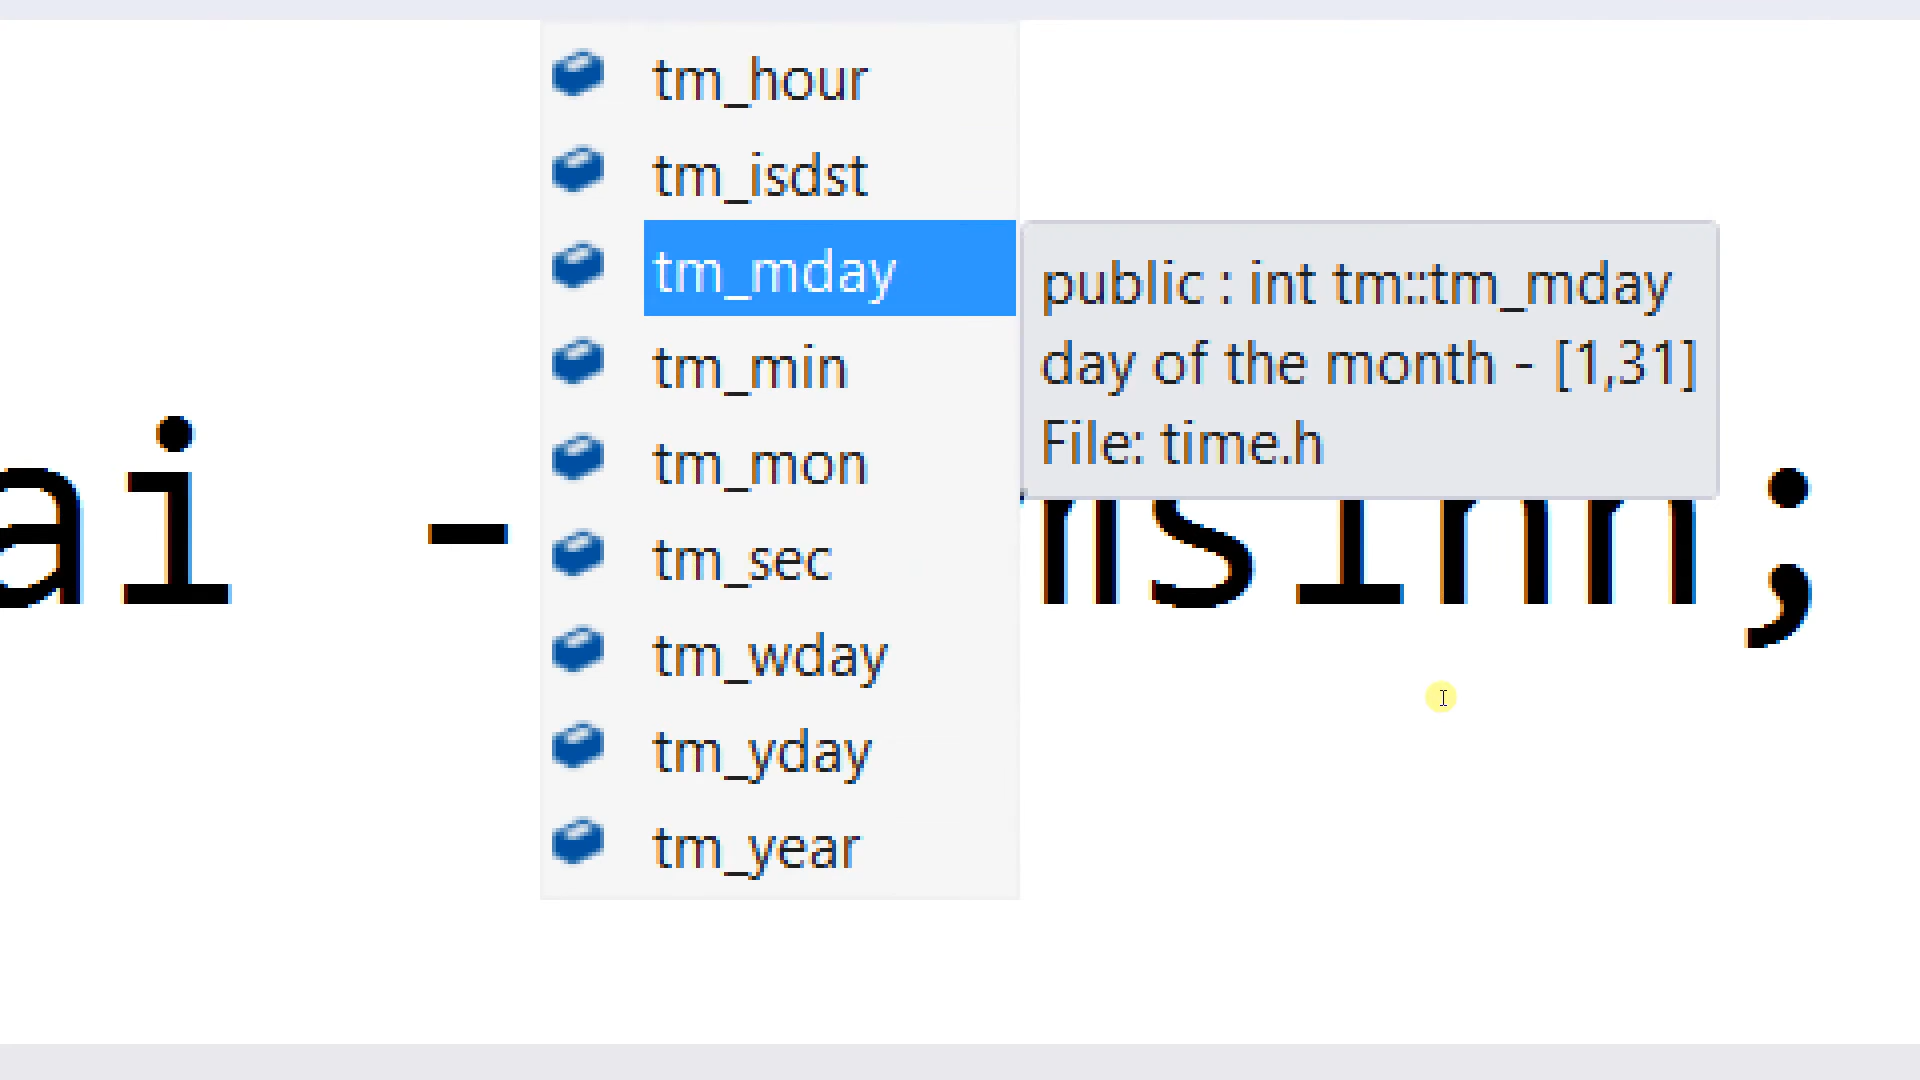 tm_hour
tm_isdst
tm_mday
tm_min
tm_mon
tm_sec
tm_wday
tm_yday
tm_year
public : int tm::tm_mday
day of the month - [1,31]
File: time.h
ai - msinh;